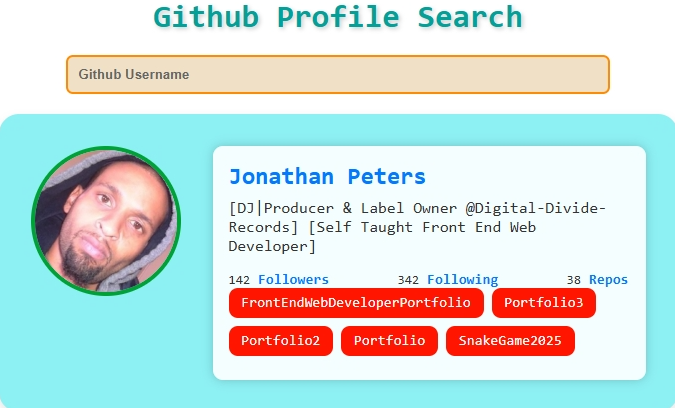 Github Profile Search
Github Username
Jonathan Peters
[DJ|Producer & Label Owner @Digital-Divide-
Records] [Self Taught Front End Web
Developer]
142 Followers 342 Following 38 Repos
FrontEndWebDeveloperPortfolio Portfolio3
Portfolio2 Portfolio SnakeGame2025